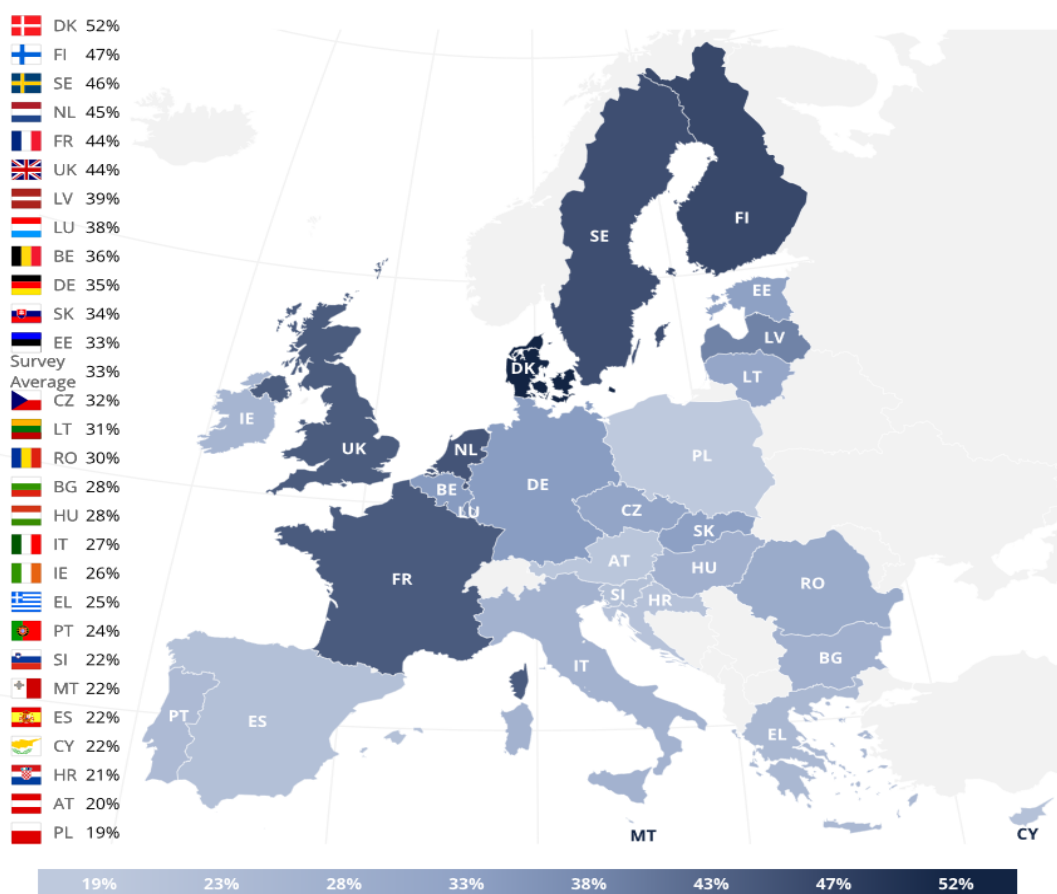 DK 52%
FI 47%
SE 46%
NL 45%
FR 44%
UK 44%
LV 39%
LU 38%
BE 36%
DE 35%
SK 34%
EE 33%
Survey
Average 33%
CZ 32%
LT 31%
RO 30%
BG 28%
HU 28%
IT 27%
IE 26%
EL 25%
PT 24%
SI 22%
MT 22%
ES 22%
CY 22%
HR 21%
AT 20%
PL 19%
FI
SE
EE
LV
DK
LT
IE
UK
NL
PL
DE
BE
LU
CZ
SK
AT
HU
FR
RO
SI
HR
BG
IT
PT
ES
EL
MT
CY
19% 23% 28% 33% 38% 43% 47% 52%